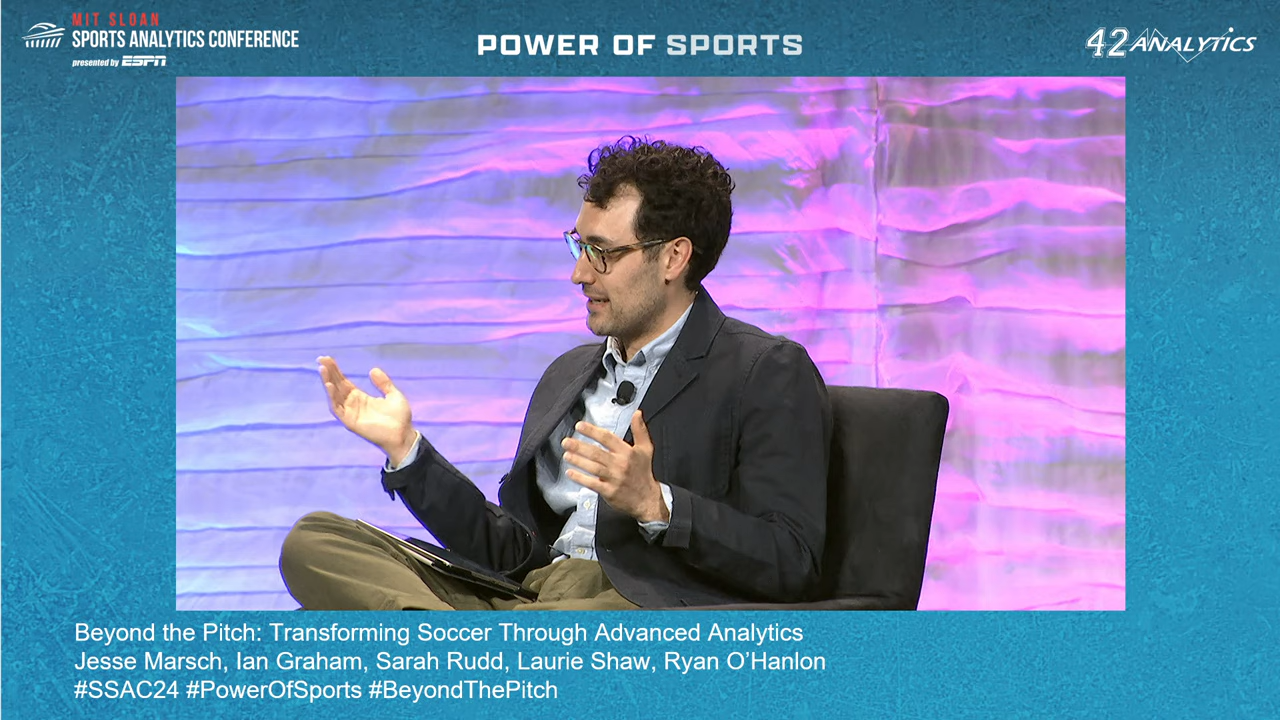 MIT SLOAN
SPORTS ANALYTICS CONFERENCE
presented by ESPN
POWER OF SPORTS
42 ANALYTICS
Beyond the Pitch: Transforming Soccer Through Advanced Analytics
Jesse Marsch, Ian Graham, Sarah Rudd, Laurie Shaw, Ryan O'Hanlon
#SSAC24 #PowerOfSports #BeyondThePitch